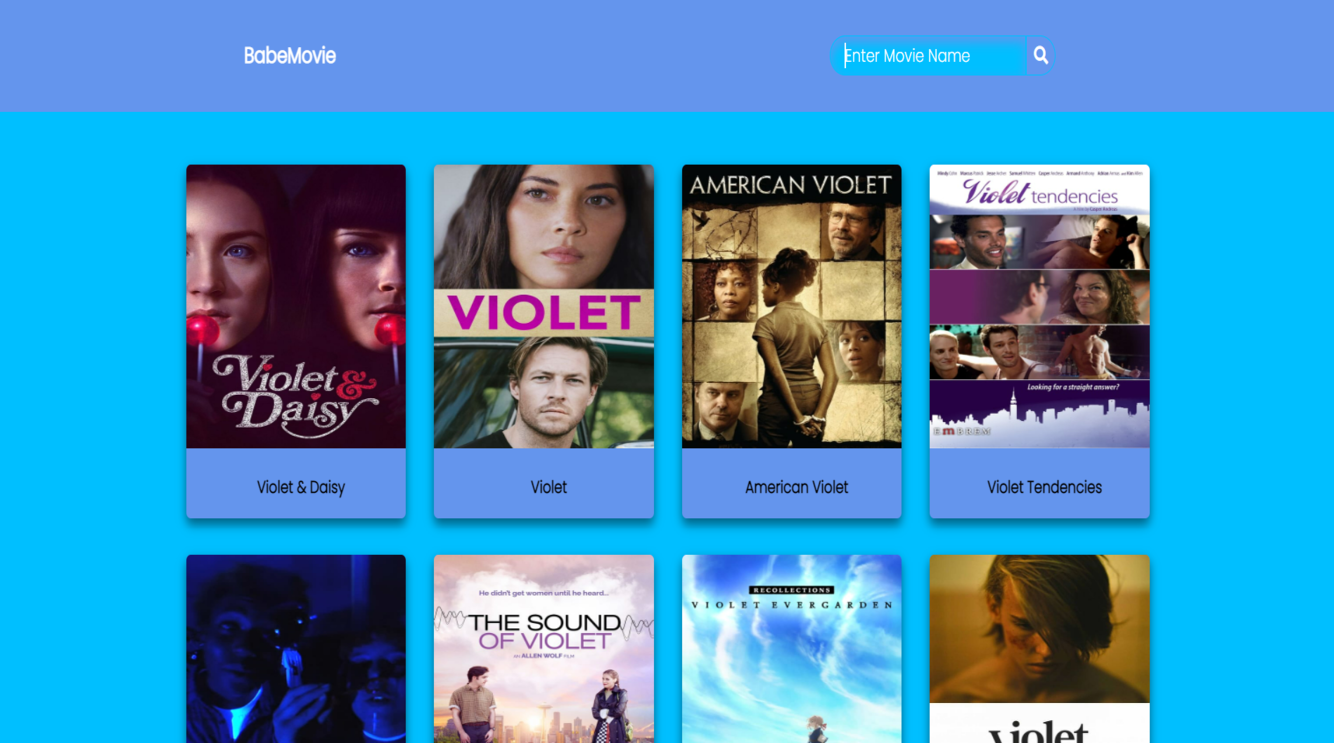 BabeMovie
Enter Movie Name
Violet &
Daisy
VIOLET
AMERICAN VIOLET
Violet tendencies
Looking for a straight answer?
EMBREM
Violet & Daisy
Violet
American Violet
Violet Tendencies
He didn't get women until he heard...
THE SOUND
OF VIOLET
AN ALLEN WOLF FILM
RECOLLECTIONS
VIOLET EVERGARDEN
violet